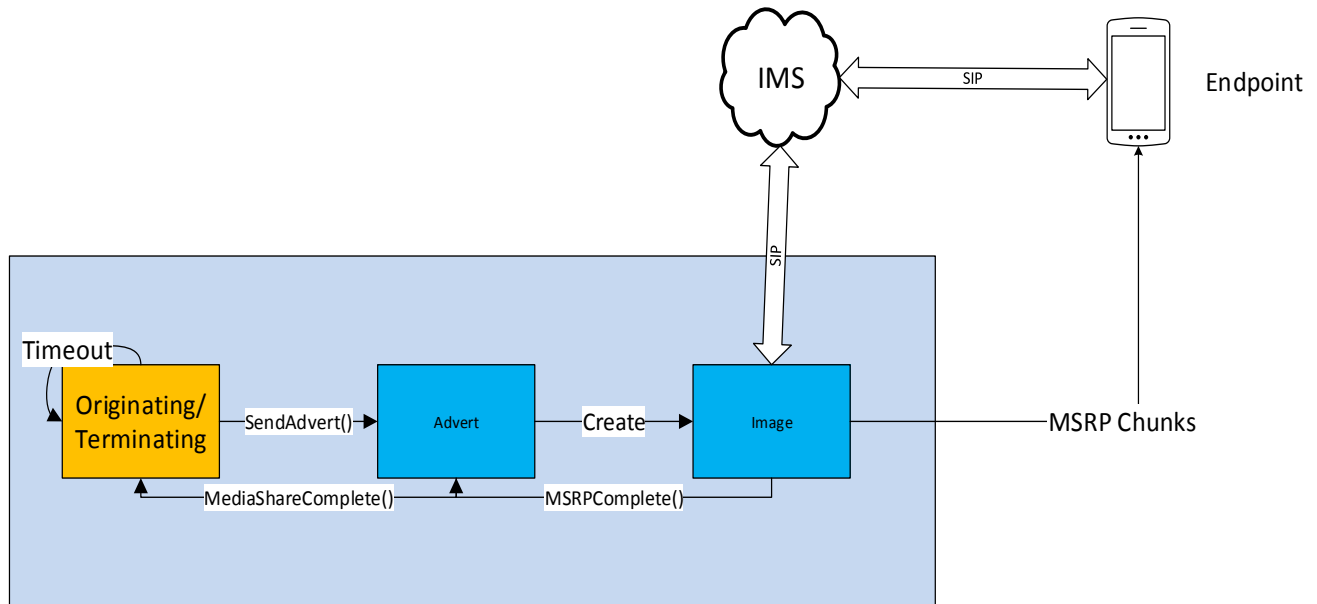 IMS
SIP
Endpoint
SIP
Timeout
Originating/
Terminating
SendAdvert()
Advert
Create
Image
MSRP Chunks
MediaShareComplete()
MSRPComplete()